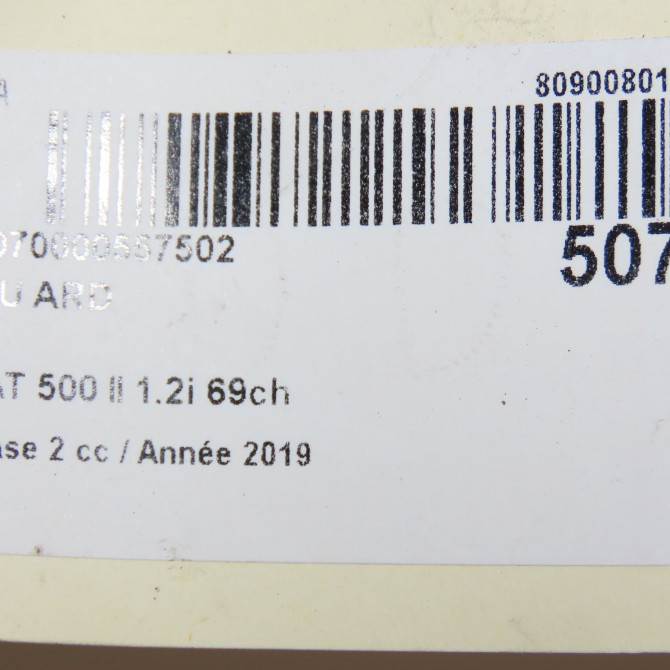 80900801
070000557502
507
U ARD
AT 500 II 1.2i 69ch
ase 2 cc / Année 2019